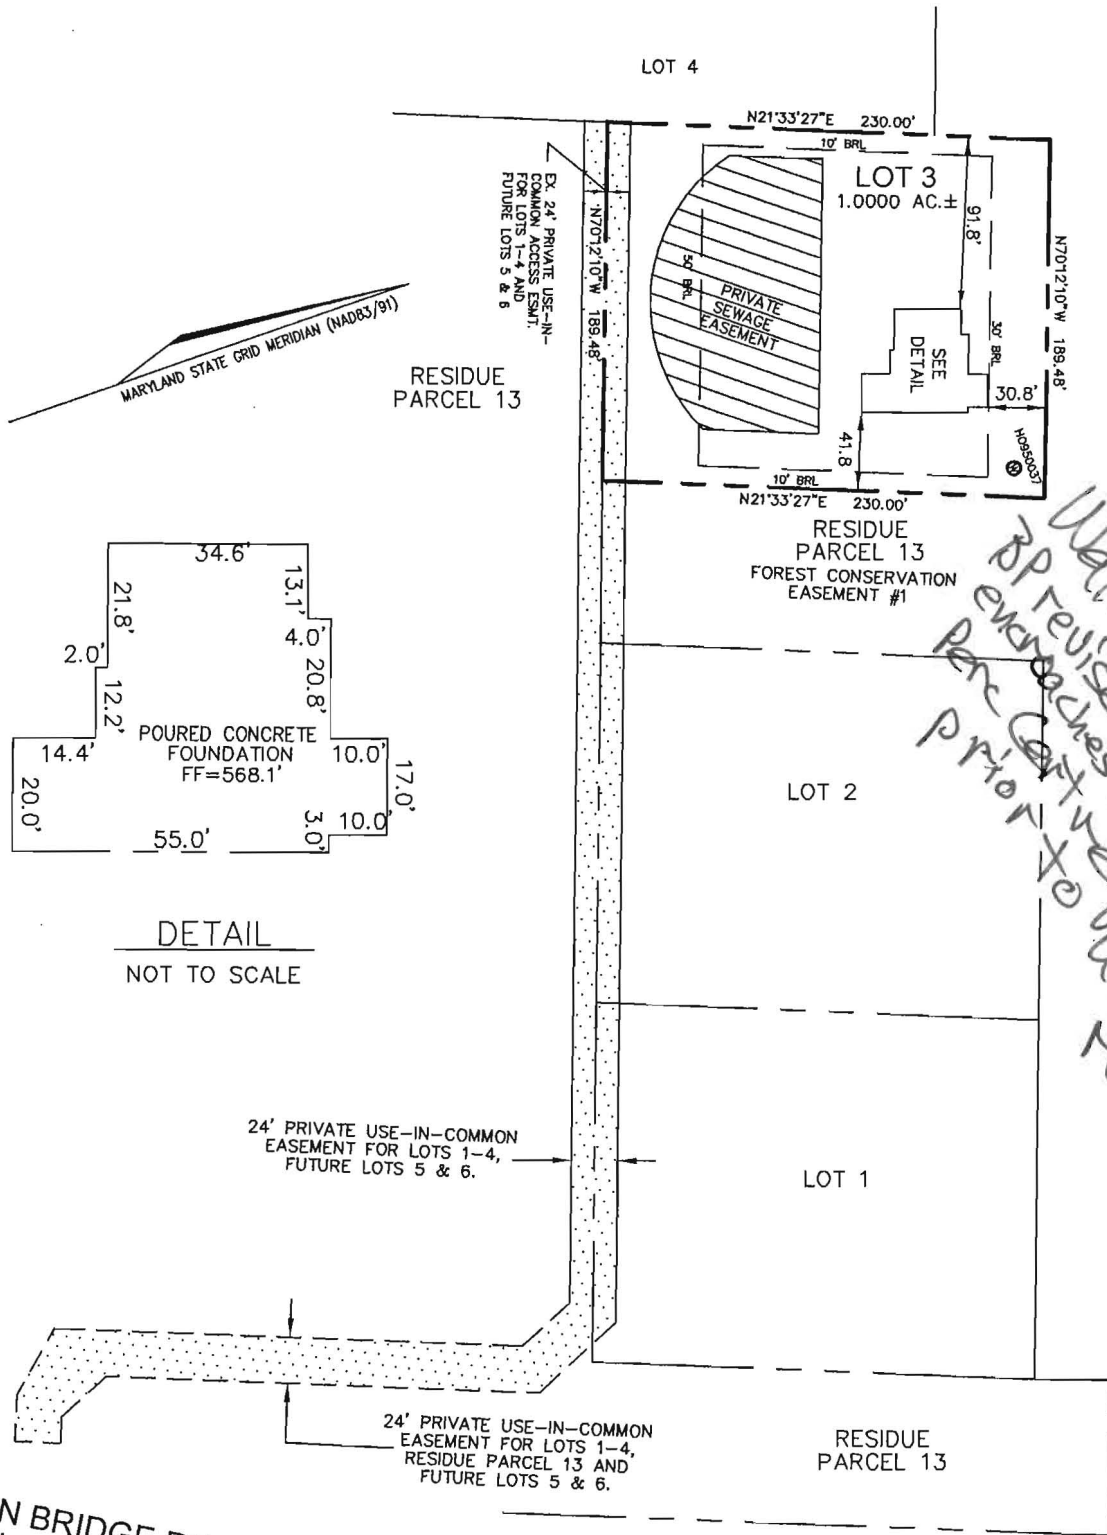 LOT 4
N21°33'27"E 230.00'
10' BRL
LOT 3
1.0000 AC.±
91.8'
N70°12'10"W 189.48'
30' BRL
EX. 24' PRIVATE USE-IN-
COMMON ACCESS ESMT.
FOR LOTS 1-4 AND
FUTURE LOTS 5 & 6
N70°12'10"W 189.48'
50' BRL
PRIVATE
SEWAGE
EASEMENT
SEE
DETAIL
30.8'
41.8
HO950037
W
10' BRL
N21°33'27"E 230.00'
MARYLAND STATE GRID MERIDIAN (NAD83/91)
RESIDUE
PARCEL 13
RESIDUE
PARCEL 13
FOREST CONSERVATION
EASEMENT #1
BP revise
encroaches
Perc Cert
prior to
34.6'
13.1'
21.8'
4.0'
2.0'
20.8'
12.2'
POURED CONCRETE
FOUNDATION
FF=568.1'
14.4'
10.0'
20.0'
17.0'
55.0'
3.0'
10.0'
DETAIL
NOT TO SCALE
LOT 2
24' PRIVATE USE-IN-COMMON
EASEMENT FOR LOTS 1-4,
FUTURE LOTS 5 & 6.
LOT 1
24' PRIVATE USE-IN-COMMON
EASEMENT FOR LOTS 1-4,
RESIDUE PARCEL 13 AND
FUTURE LOTS 5 & 6.
RESIDUE
PARCEL 13
N BRIDGE